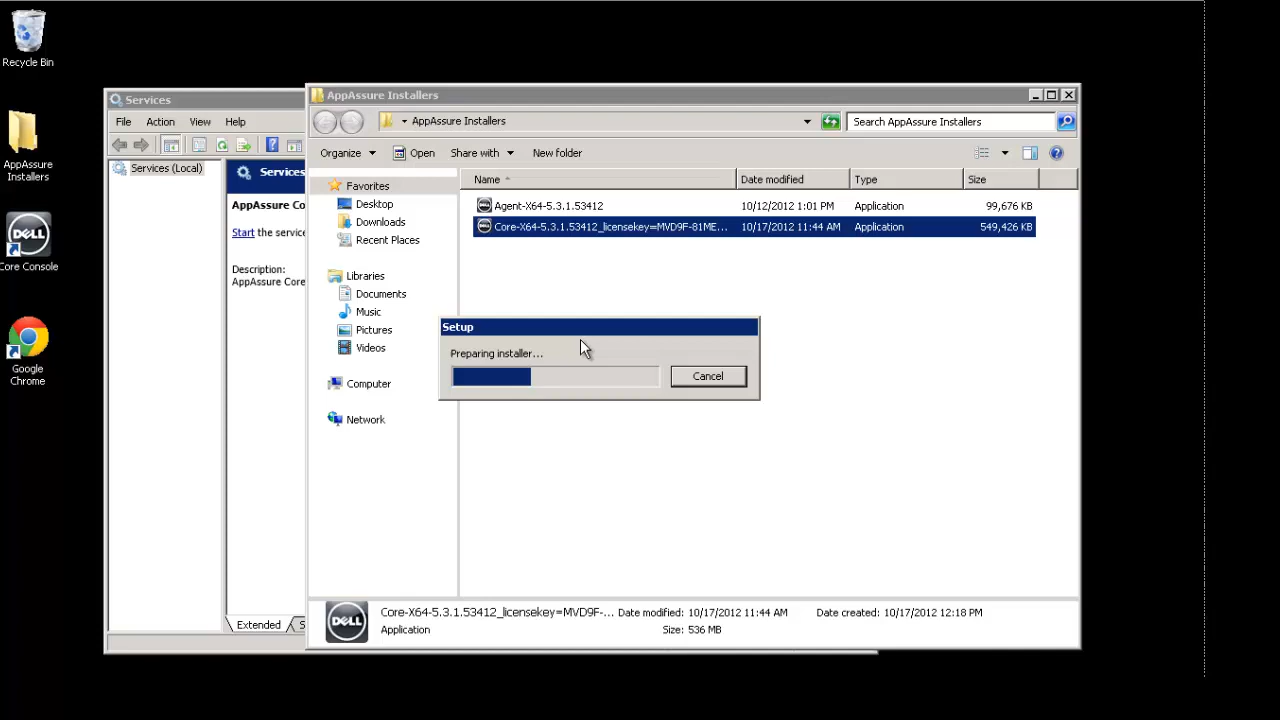 Recycle Bin
AppAssure
Installers
DELL
Core Console
Google
Chrome
Services
File Action View Help
Services (Local)
Services
AppAssure Co
Start the service
Description:
AppAssure Core
Extended
S
AppAssure Installers
AppAssure Installers
Search AppAssure Installers
Organize Open Share with New folder
Favorites
Desktop
Downloads
Recent Places
Libraries
Documents
Music
Pictures
Videos
Computer
Network
Name Date modified Type Size
Agent-X64-5.3.1.53412 10/12/2012 1:01 PM Application 99,676 KB
Core-X64-5.3.1.53412_licensekey=MVD9F-81ME... 10/17/2012 11:44 AM Application 549,426 KB
Setup
Preparing installer...
Cancel
DELL
Core-X64-5.3.1.53412_licensekey=MVD9F-... Date modified: 10/17/2012 11:44 AM Date created: 10/17/2012 12:18 PM
Application Size: 536 MB